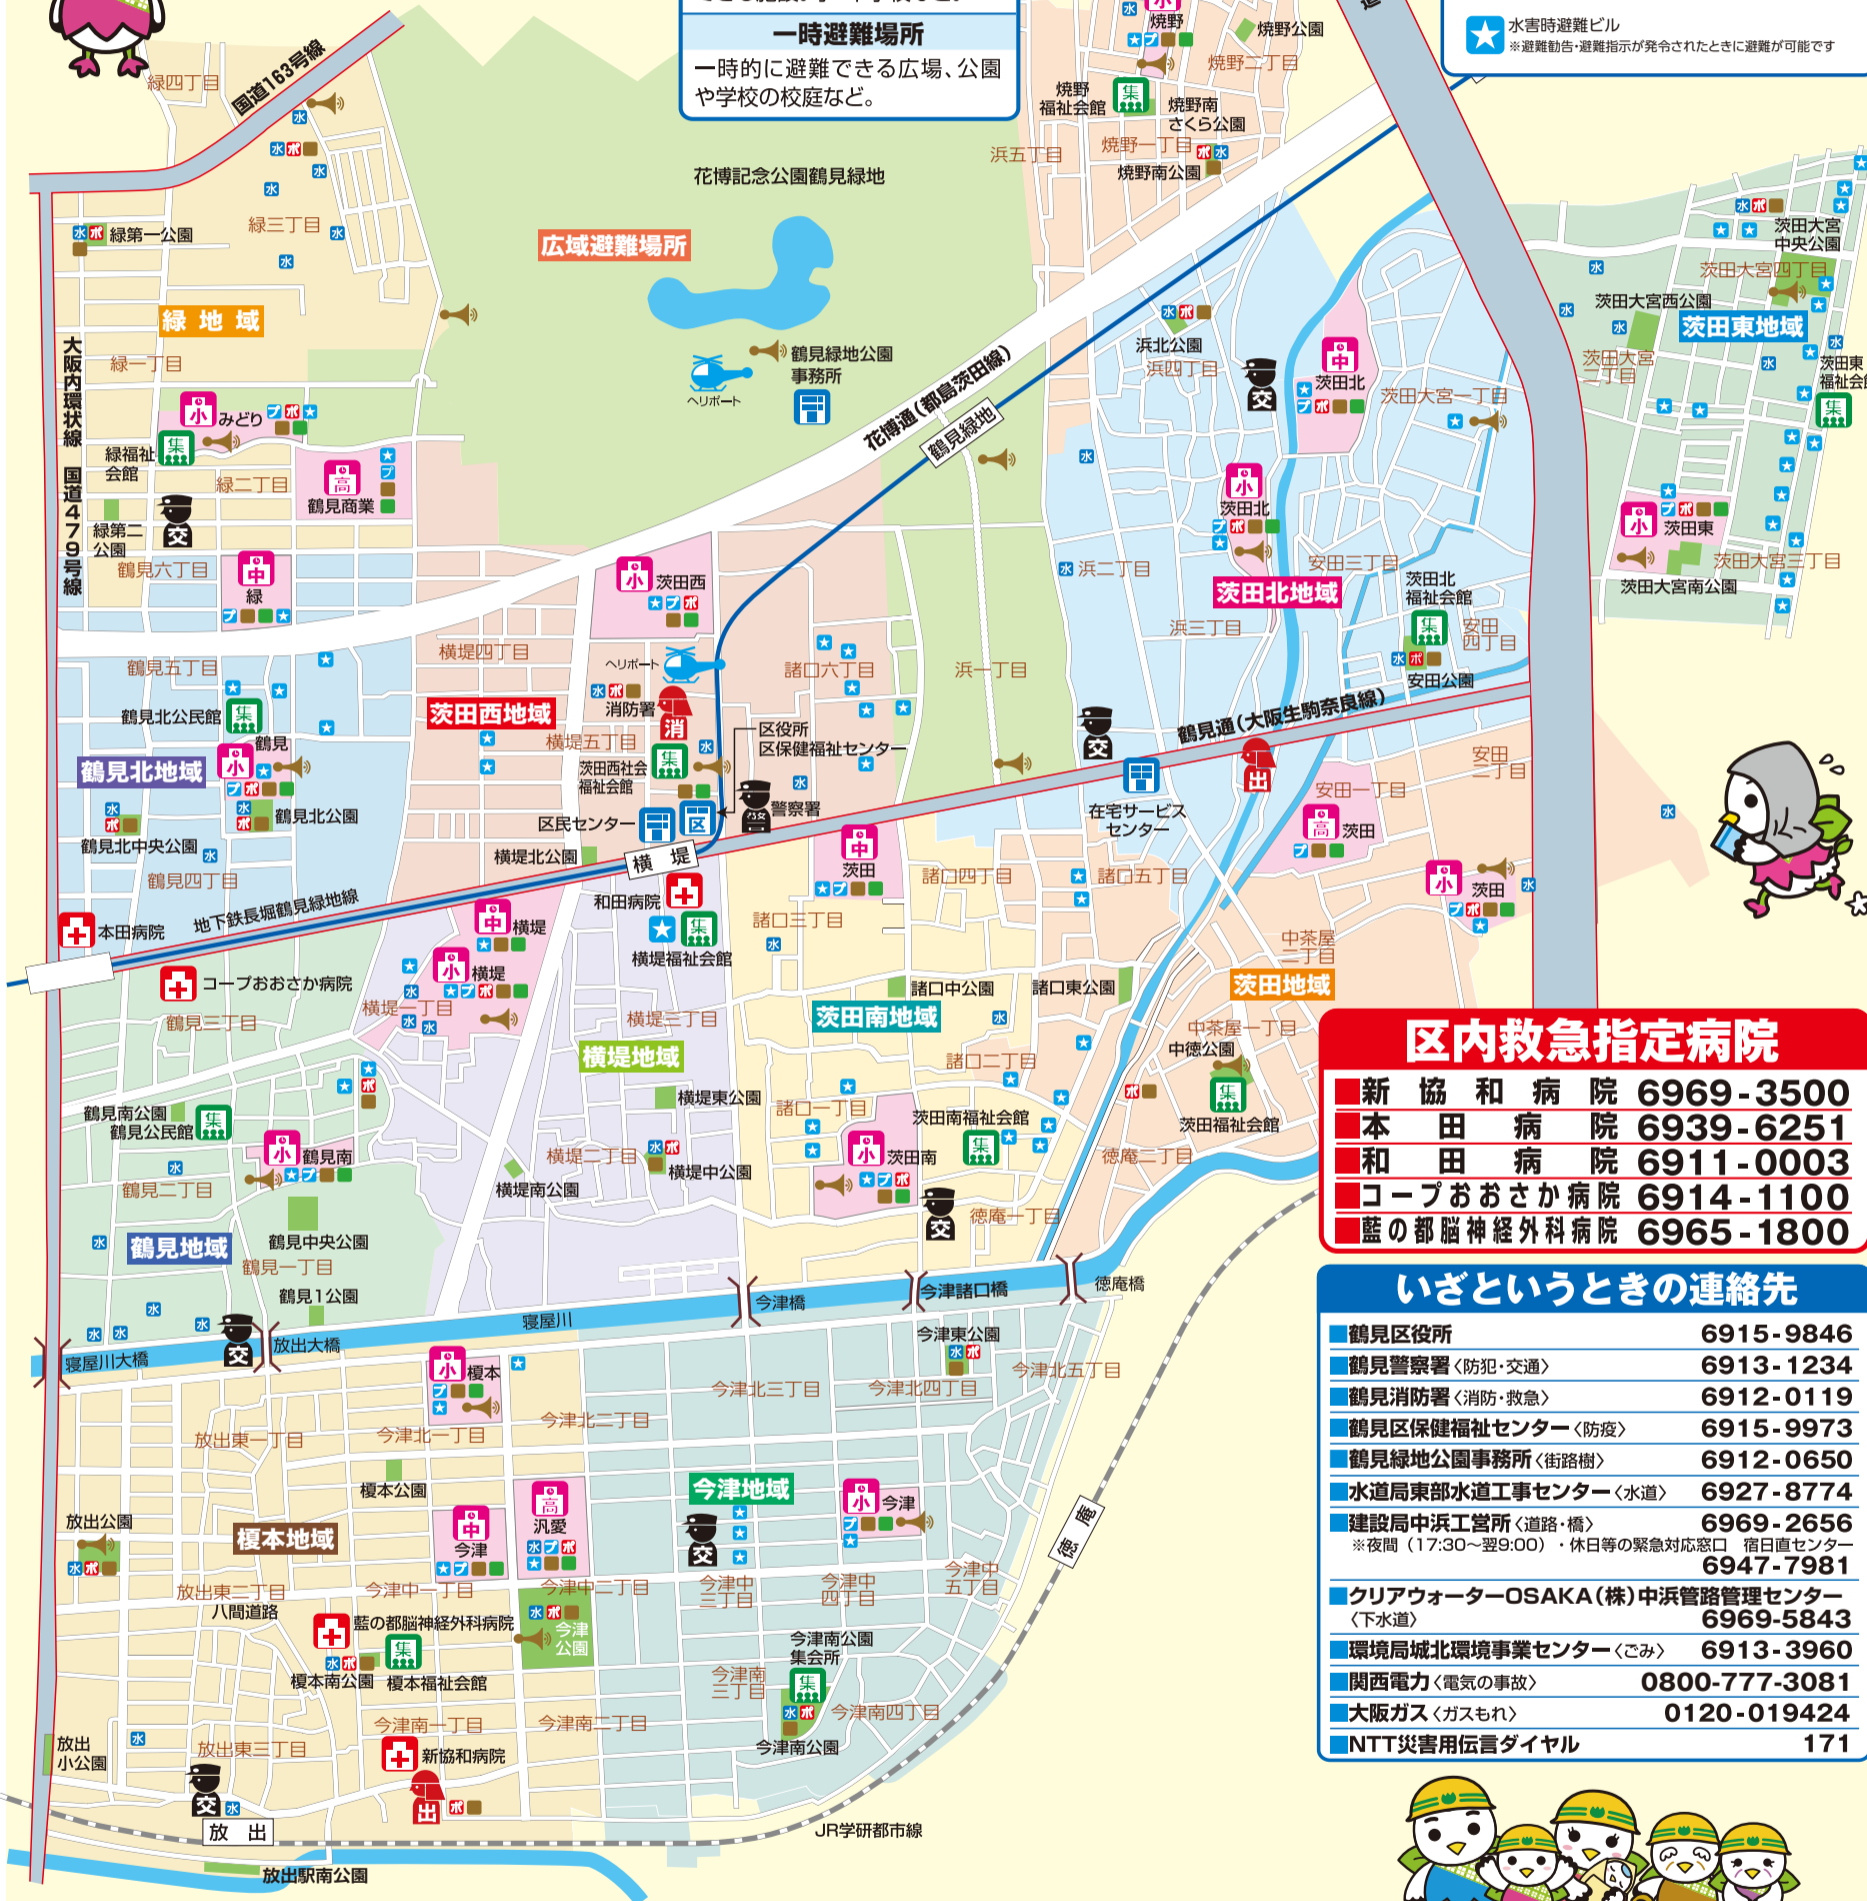 一時避難場所
一時的に避難できる広場、公園
や学校の校庭など。
水害時避難ビル
※避難勧告・避難指示が発令されたときに避難が可能です
焼野
焼野公園
焼野二丁目
焼野
福祉会館
焼野南
さくら公園
焼野一丁目
焼野南公園
浜五丁目
緑四丁目
国道163号線
緑三丁目
緑第一公園
緑地域
緑一丁目
大阪内環状線 国道479号線
みどり
緑福祉
会館
緑二丁目
鶴見商業
緑第二
公園
花博記念公園鶴見緑地
広域避難場所
鶴見緑地公園
事務所
ヘリポート
花博通(都島茨田線)
鶴見緑地
浜北公園
浜四丁目
茨田北
茨田大宮一丁目
茨田大宮
中央公園
茨田大宮四丁目
茨田大宮西公園
茨田東地域
茨田大宮
二丁目
茨田東
茨田東
茨田大宮三丁目
茨田大宮南公園
茨田北
茨田北地域
安田三丁目
茨田北
福祉会館
安田
四丁目
安田公園
浜二丁目
浜三丁目
浜一丁目
鶴見六丁目
緑
鶴見五丁目
鶴見北公民館
鶴見
鶴見北地域
鶴見北公園
鶴見北中央公園
鶴見四丁目
茨田西
横堤四丁目
茨田西地域
ヘリポート
消防署
横堤五丁目
茨田西社会
福祉会館
区役所
区保健福祉センター
諸口六丁目
区民センター
警察署
横堤北公園
横堤
鶴見通(大阪生駒奈良線)
在宅サービス
センター
安田
二丁目
安田一丁目
茨田
茨田
茨田
諸口四丁目
諸口五丁目
諸口三丁目
地下鉄長堀鶴見緑地線
本田病院
コープおおさか病院
和田病院
横堤福祉会館
横堤
横堤
横堤一丁目
横堤三丁目
横堤地域
鶴見三丁目
諸口中公園
諸口東公園
茨田南地域
諸口二丁目
中茶屋
二丁目
茨田地域
中茶屋一丁目
中徳公園
茨田福祉会館
鶴見南公園
鶴見公民館
鶴見南
鶴見二丁目
鶴見中央公園
鶴見地域
鶴見一丁目
鶴見1公園
横堤東公園
横堤二丁目
横堤中公園
横堤南公園
諸口一丁目
茨田南福祉会館
茨田南
徳庵二丁目
徳庵一丁目
徳庵橋
今津諸口橋
今津橋
寝屋川
放出大橋
寝屋川大橋
今津東公園
今津北五丁目
今津北四丁目
今津北三丁目
榎本
今津北二丁目
今津北一丁目
放出東一丁目
榎本公園
放出公園
榎本地域
今津
汎愛
今津地域
今津
徳庵
放出東二丁目
八間道路
今津中一丁目
今津中二丁目
今津中
三丁目
今津中
四丁目
今津中
五丁目
藍の都脳神経外科病院
今津
公園
榎本南公園
榎本福祉会館
今津南公園
集会所
今津南
三丁目
今津南四丁目
今津南公園
今津南一丁目
今津南二丁目
新協和病院
放出
小公園
放出東三丁目
放出
放出駅南公園
JR学研都市線
区内救急指定病院
新協和病院 6969-3500
本田病院 6939-6251
和田病院 6911-0003
コープおおさか病院 6914-1100
藍の都脳神経外科病院 6965-1800
いざというときの連絡先
鶴見区役所 6915-9846
鶴見警察署〈防犯・交通〉 6913-1234
鶴見消防署〈消防・救急〉 6912-0119
鶴見区保健福祉センター〈防疫〉 6915-9973
鶴見緑地公園事務所〈街路樹〉 6912-0650
水道局東部水道工事センター〈水道〉 6927-8774
建設局中浜工営所〈道路・橋〉 6969-2656
※夜間(17:30～翌9:00)・休日等の緊急対応窓口 宿日直センター
6947-7981
クリアウォーターOSAKA(株)中浜管路管理センター
〈下水道〉 6969-5843
環境局城北環境事業センター〈ごみ〉 6913-3960
関西電力〈電気の事故〉 0800-777-3081
大阪ガス〈ガスもれ〉 0120-019424
NTT災害用伝言ダイヤル 171